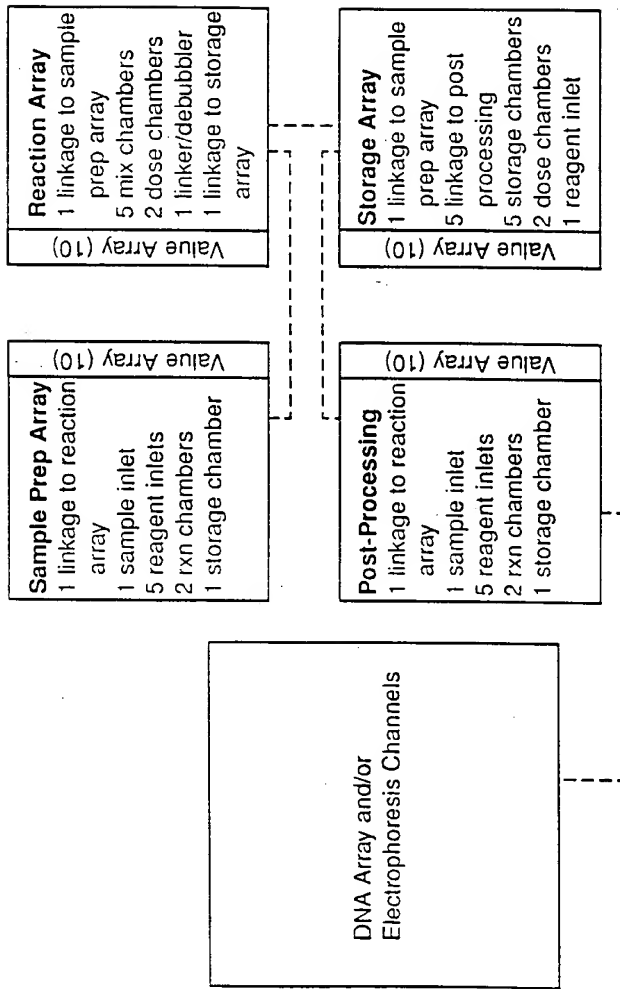 Reaction Array
1 linkage to sample
prep array
5 mix chambers
2 dose chambers
1 linker/debubbler
1 linkage to storage
array
Value Array (10)
Storage Array
1 linkage to sample
prep array
5 linkage to post
processing
5 storage chambers
2 dose chambers
1 reagent inlet
Value Array (10)
Sample Prep Array
1 linkage to reaction
array
1 sample inlet
5 reagent inlets
2 rxn chambers
1 storage chamber
Value Array (10)
Post-Processing
1 linkage to reaction
array
1 sample inlet
5 reagent inlets
2 rxn chambers
1 storage chamber
Value Array (10)
DNA Array and/or
Electrophoresis Channels